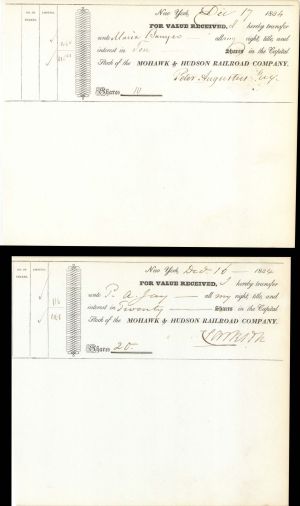 New York, Dec 17 1834
FOR VALUE RECEIVED, I hereby transfer
unto Maria Banyer all my right, title, and
interest in Ten Shares in the Capital
Stock of the MOHAWK & HUDSON RAILROAD COMPANY.
Peter Augustus Jay
Shares 10
New York, Dec 16 1834
FOR VALUE RECEIVED, I hereby transfer
unto P. A. Jay all my right, title, and
interest in Twenty Shares in the Capital
Stock of the MOHAWK & HUDSON RAILROAD COMPANY.
Shares 20